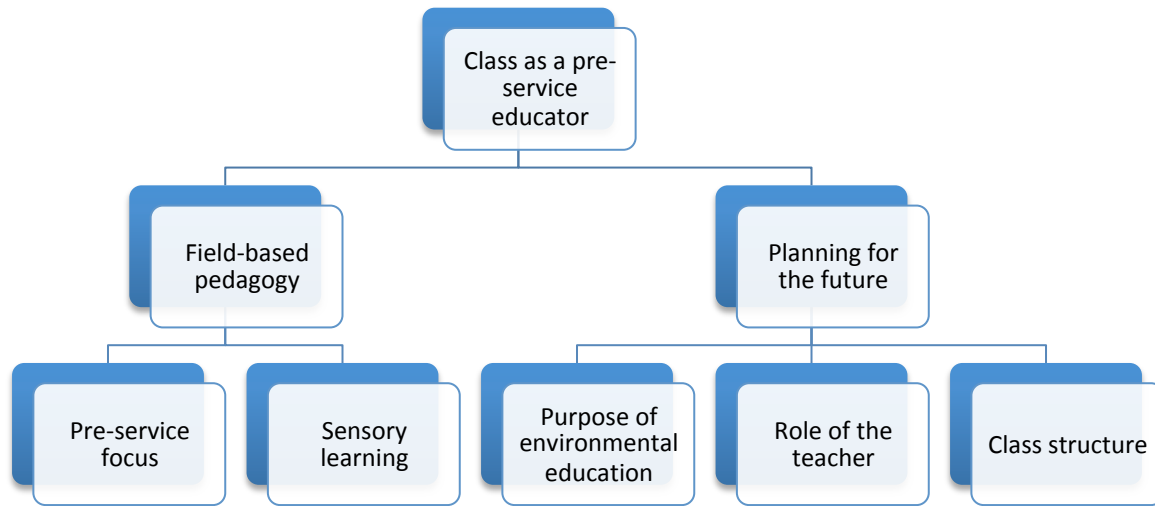 Class as a pre-
service
educator
Field-based
pedagogy
Planning for
the future
Pre-service
focus
Sensory
learning
Purpose of
environmental
education
Role of the
teacher
Class structure